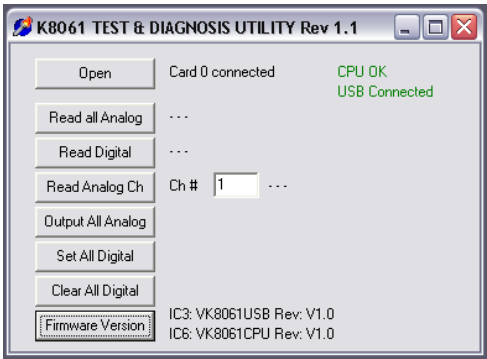 K8061 TEST & DIAGNOSIS UTILITY Rev 1.1
Open Card 0 connected CPU OK
USB Connected
Read all Analog - - -
Read Digital - - -
Read Analog Ch Ch # 1 - - -
Output All Analog
Set All Digital
Clear All Digital
Firmware Version IC3: VK8061USB Rev: V1.0
IC6: VK8061CPU Rev: V1.0